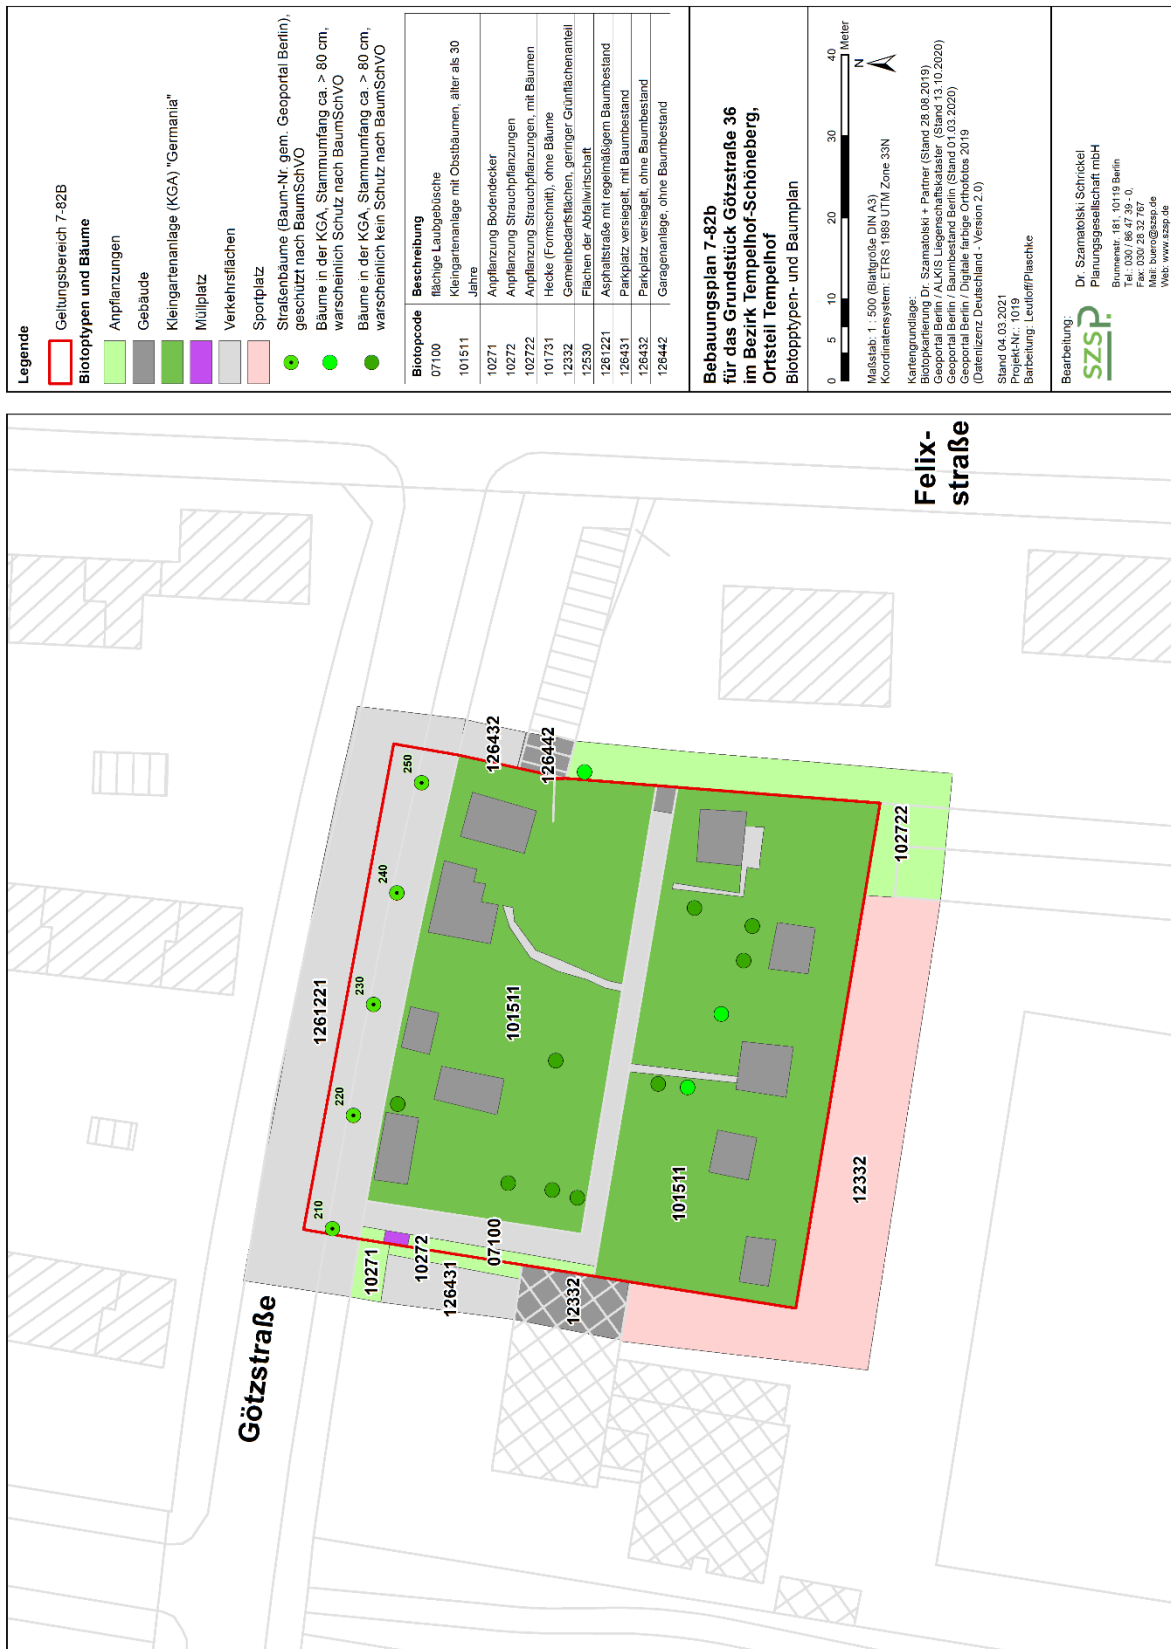 Legende
Geltungsbereich 7-82B
Biotoptypen und Bäume
Anpflanzungen
Gebäude
Kleingartenanlage (KGA) "Germania"
Müllplatz
Verkehrsflächen
Sportplatz
Straßenbäume (Baum-Nr. gem. Geoportal Berlin),
geschützt nach BaumSchVO
Bäume in der KGA, Stammumfang ca. > 80 cm,
warscheinlich Schutz nach BaumSchVO
Bäume in der KGA, Stammumfang ca. > 80 cm,
warscheinlich kein Schutz nach BaumSchVO
Biotopcode Beschreibung
07100 flächige Laubgebüsche
101511 Kleingartenanlage mit Obstbäumen, älter als 30
Jahre
10271 Anpflanzung Bodendecker
10272 Anpflanzung Strauchpflanzungen
102722 Anpflanzung Strauchpflanzungen, mit Bäumen
101731 Hecke (Formschnitt), ohne Bäume
12332 Gemeinbedarfsflächen, geringer Grünflächenanteil
12530 Flächen der Abfallwirtschaft
1261221 Asphaltstraße mit regelmäßigem Baumbestand
126431 Parkplatz versiegelt, mit Baumbestand
126432 Parkplatz versiegelt, ohne Baumbestand
126442 Garagenanlage, ohne Baumbestand
Bebauungsplan 7-82b
für das Grundstück Götzstraße 36
im Bezirk Tempelhof-Schöneberg,
Ortsteil Tempelhof
Biotopptypen- und Baumplan
0 5 10 20 30 40
Meter
N
Maßstab: 1 : 500 (Blattgröße DIN A3)
Koordinatensystem: ETRS 1989 UTM Zone 33N
Kartengrundlage:
Biotopkartierung Dr. Szamatolski + Partner (Stand 28.08.2019)
Geoportal Berlin / ALKIS Liegenschaftskataster (Stand 13.10.2020)
Geoportal Berlin / Baumbestand Berlin (Stand 01.03.2020)
Geoportal Berlin / Digitale farbige Orthofotos 2019
(Datenlizenz Deutschland - Version 2.0)
Stand 04.03.2021
Projekt-Nr.: 1019
Barbeitung: Leutloff/Plaschke
Bearbeitung:
szsp.
Dr. Szamatolski Schrickel
Planungsgesellschaft mbH
Brunnenstr. 181, 10119 Berlin
Tel.: 030 / 86 47 39 - 0,
Fax: 030/ 28 32 767
Mail: buero@szsp.de
Web: www.szsp.de
Götzstraße
Felix-
straße
1261221
210
220
230
240
250
126432
126442
10271
10272
126431
07100
12332
101511
101511
102722
12332